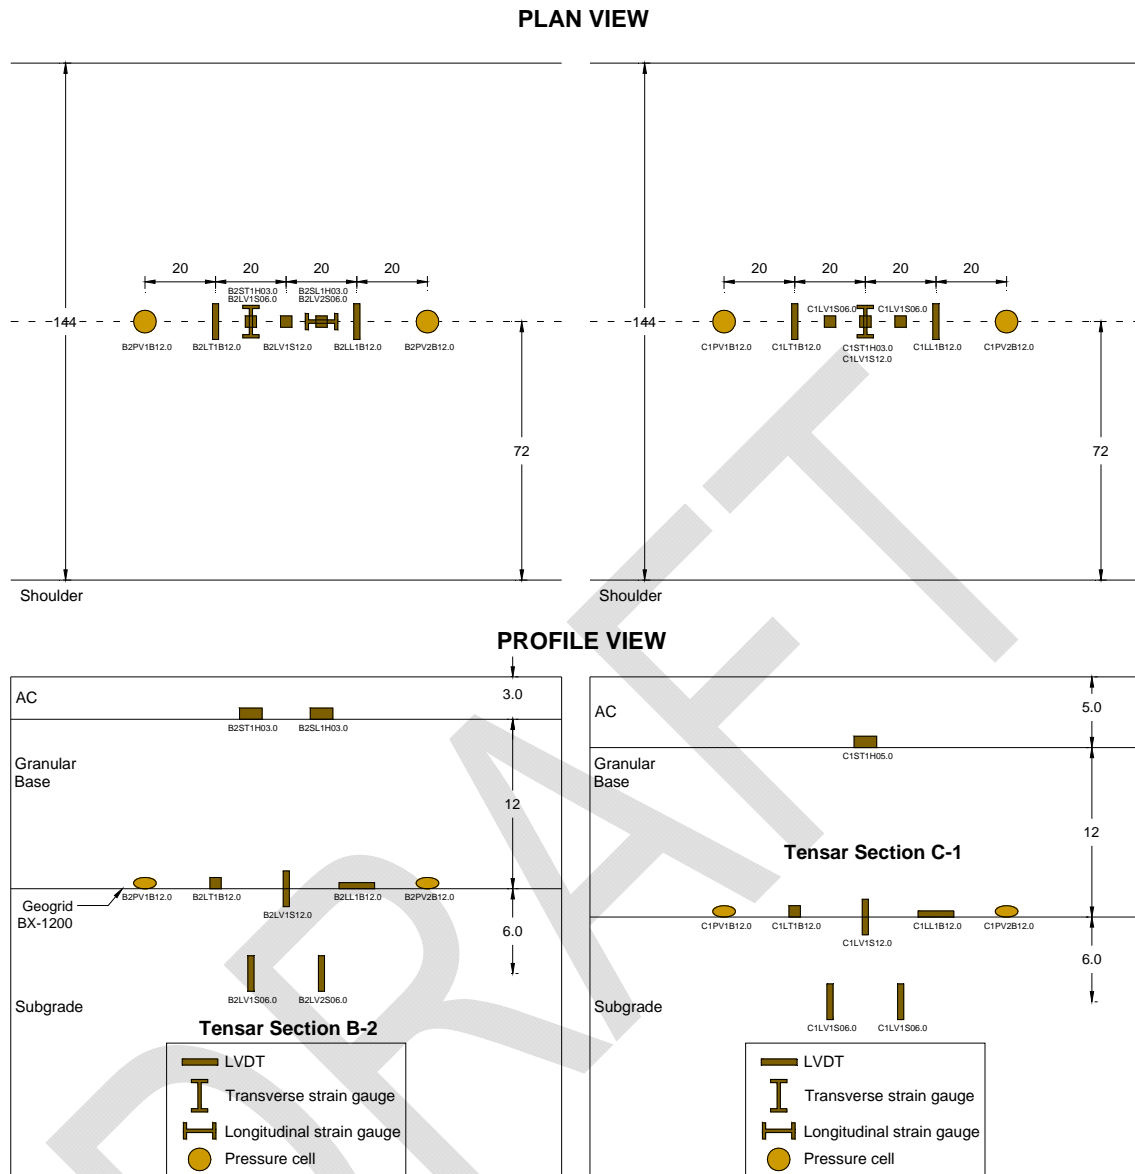 PLAN VIEW
20 20 20 20
B2ST1H03.0 B2SL1H03.0
B2LV1S06.0 B2LV2S06.0
144
B2PV1B12.0 B2LT1B12.0 B2LV1S12.0 B2LL1B12.0 B2PV2B12.0
72
Shoulder
20 20 20 20
C1LV1S06.0 C1LV1S06.0
144
C1PV1B12.0 C1LT1B12.0 C1ST1H03.0 C1LL1B12.0 C1PV2B12.0
C1LV1S12.0
72
Shoulder
PROFILE VIEW
AC
3.0
B2ST1H03.0 B2SL1H03.0
Granular
Base
12
Geogrid
BX-1200
B2PV1B12.0 B2LT1B12.0 B2LV1S12.0 B2LL1B12.0 B2PV2B12.0
6.0
B2LV1S06.0 B2LV2S06.0
Subgrade
Tensar Section B-2
LVDT
Transverse strain gauge
Longitudinal strain gauge
Pressure cell
AC
5.0
C1ST1H05.0
Granular
Base
12
Tensar Section C-1
C1PV1B12.0 C1LT1B12.0 C1LV1S12.0 C1LL1B12.0 C1PV2B12.0
6.0
C1LV1S06.0 C1LV1S06.0
Subgrade
LVDT
Transverse strain gauge
Longitudinal strain gauge
Pressure cell
DRAFT